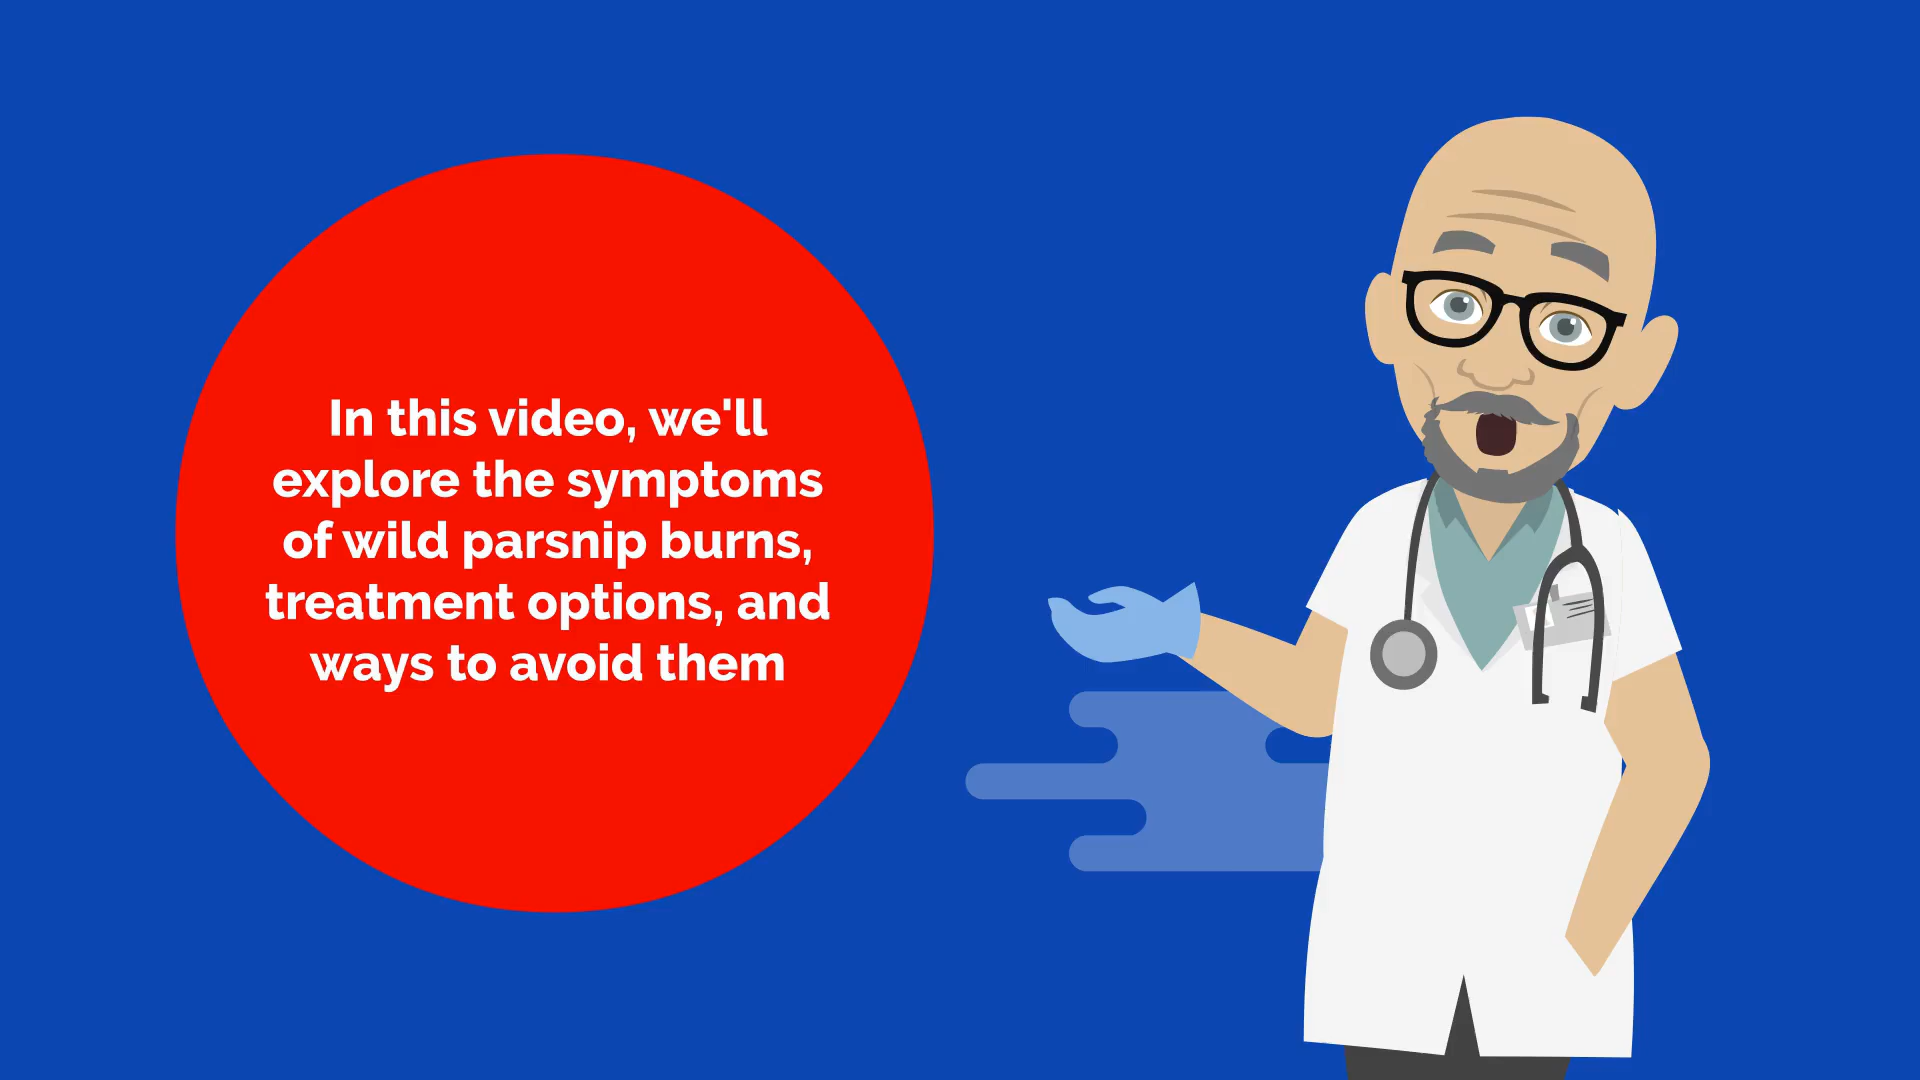 In this video, we'll
explore the symptoms
of wild parsnip burns,
treatment options, and
ways to avoid them